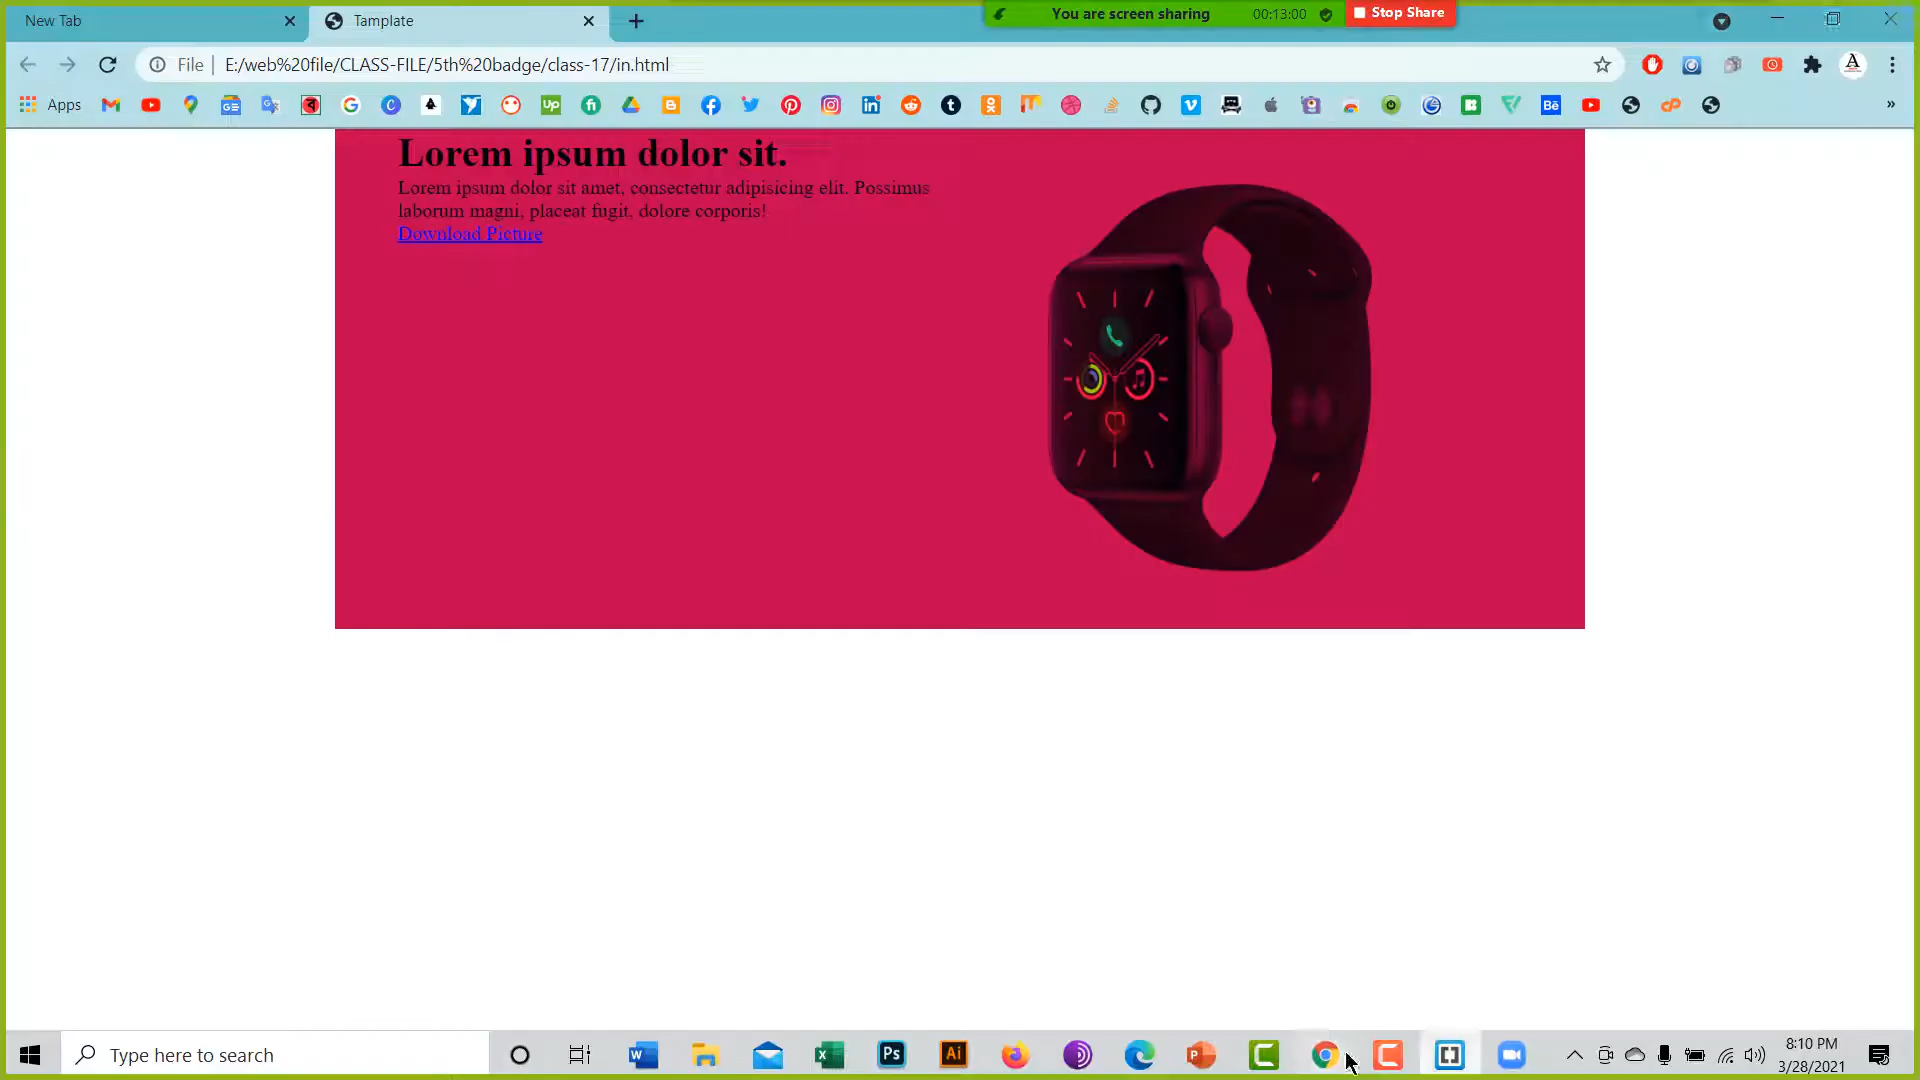 New Tab
Tamplate
You are screen sharing 00:13:00 Stop Share
File E:/web%20file/CLASS-FILE/5th%20badge/class-17/in.html
Apps
Lorem ipsum dolor sit.
Lorem ipsum dolor sit amet, consectetur adipisicing elit. Possimus
laborum magni, placeat fugit, dolore corporis!
Download Picture
Type here to search
8:10 PM
3/28/2021